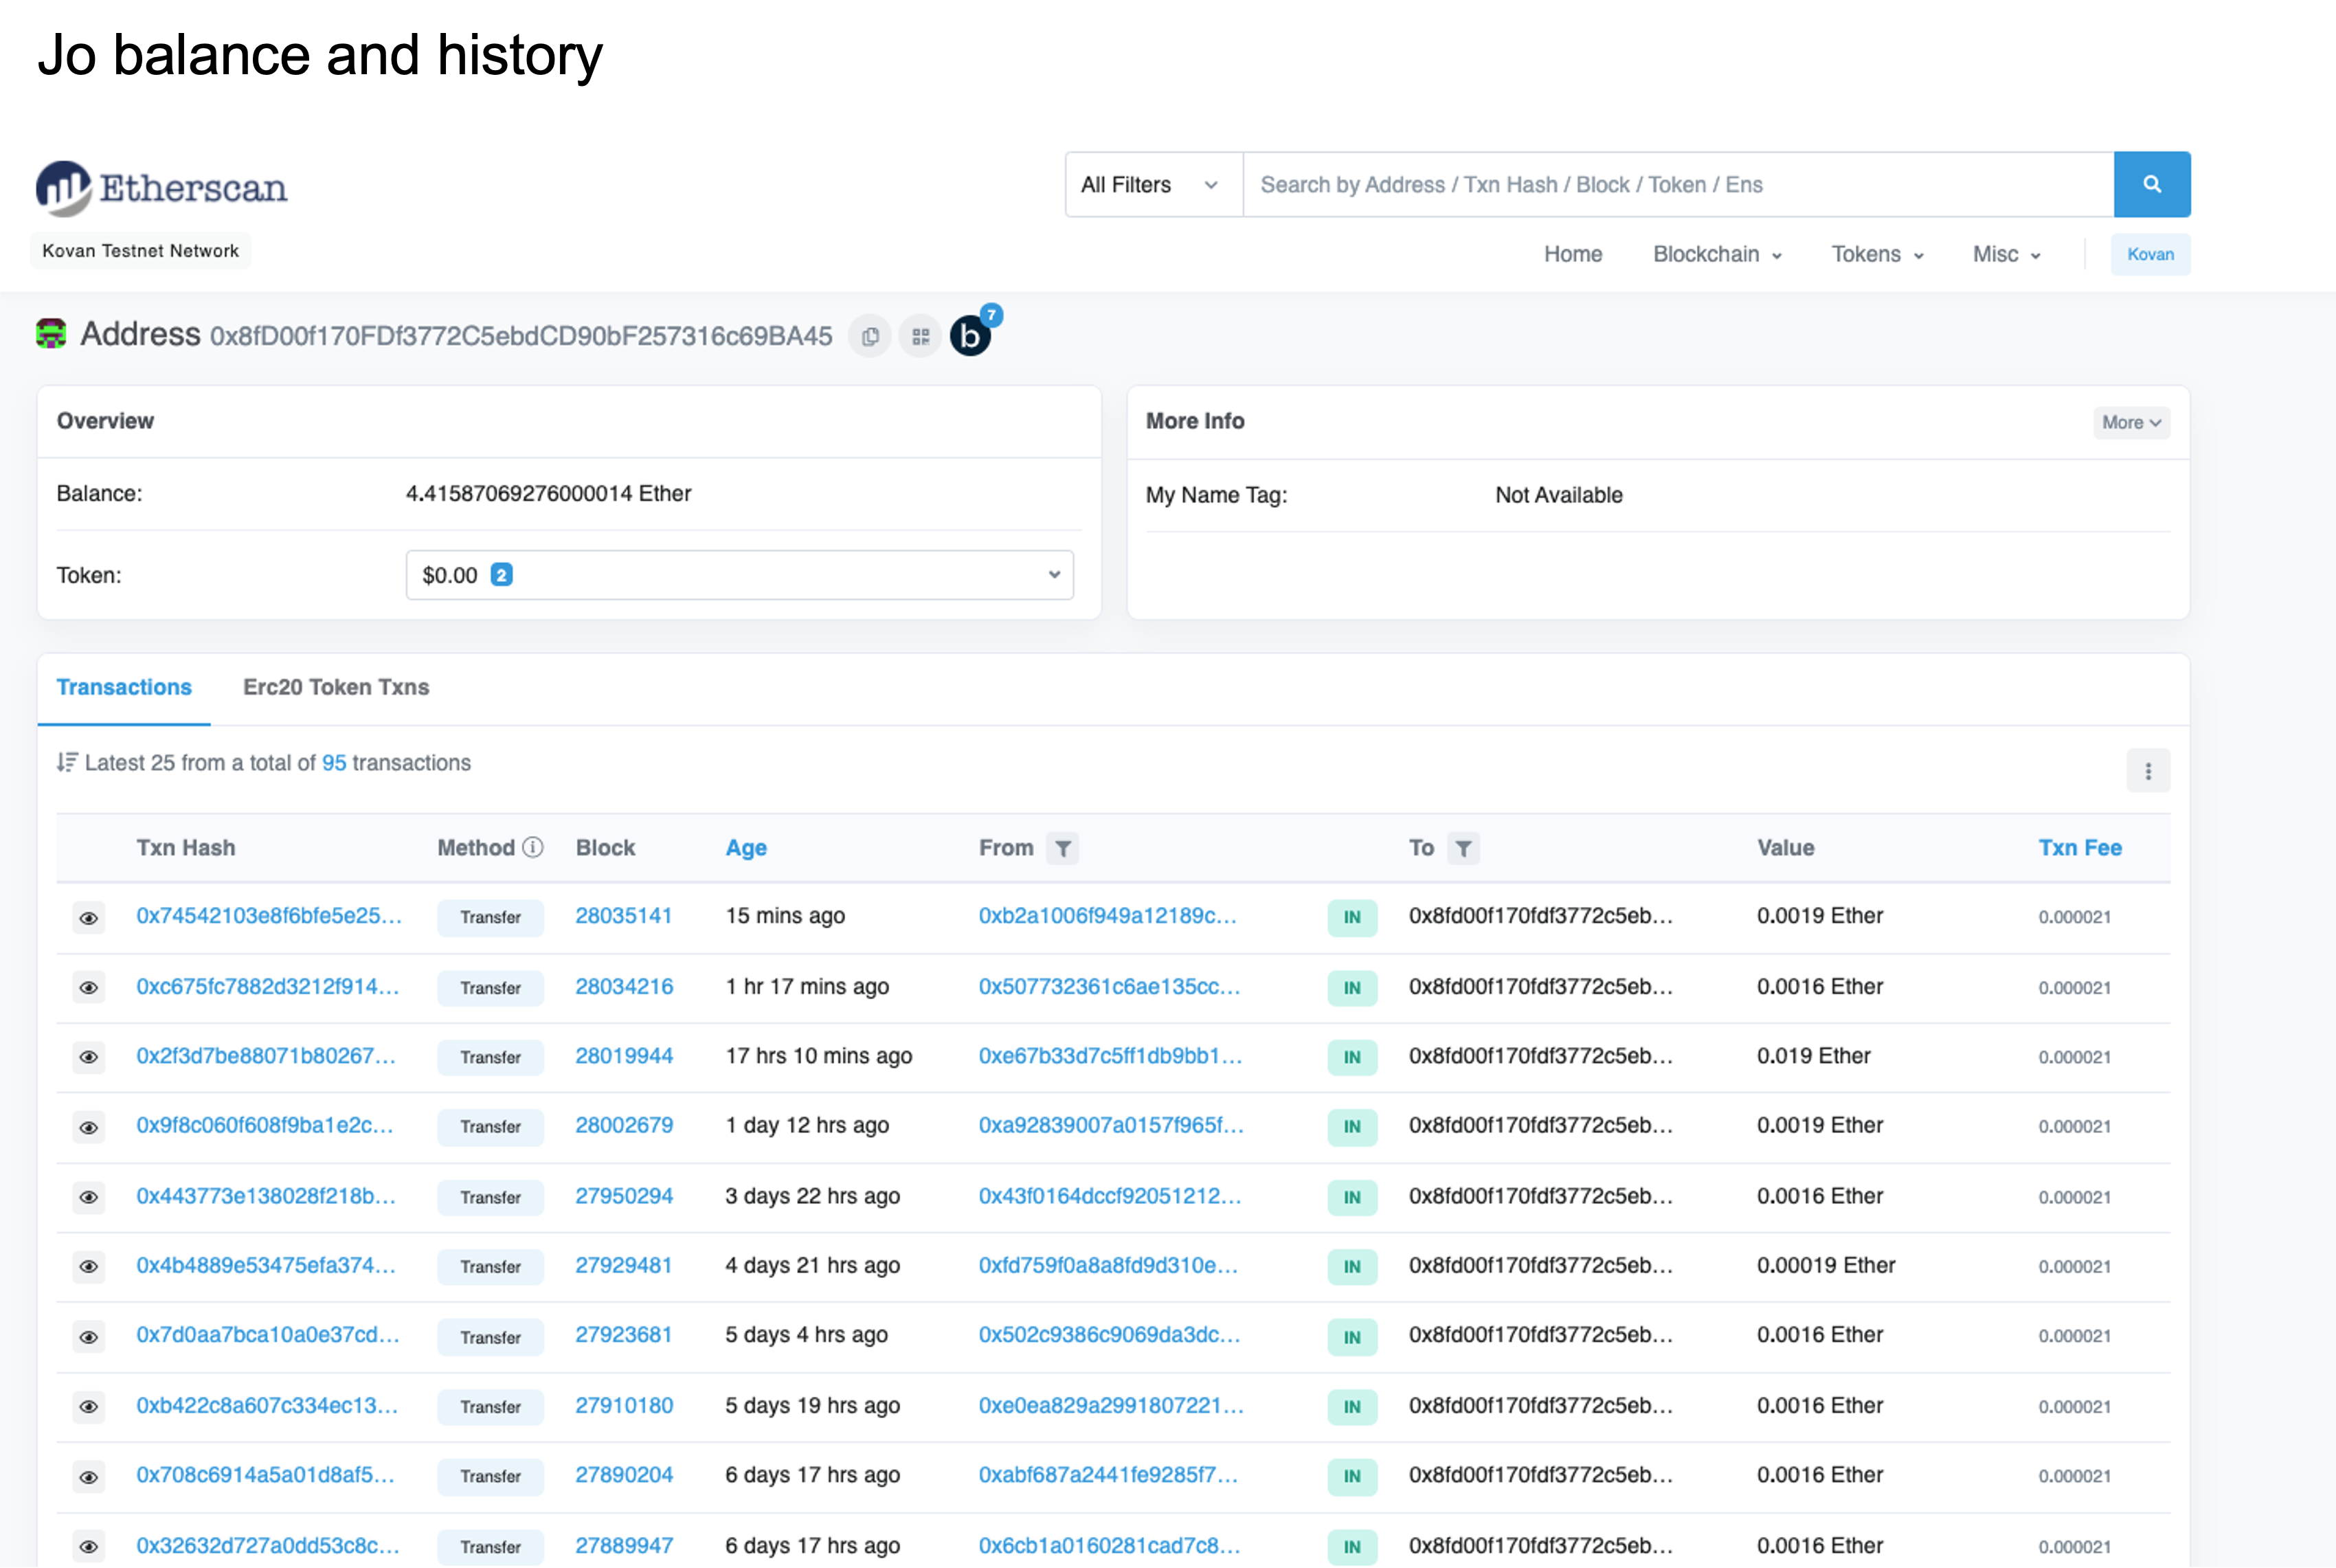 Jo balance and history
Etherscan
All Filters
Search by Address / Txn Hash / Block / Token / Ens
Kovan Testnet Network
Home Blockchain Tokens Misc Kovan
Address 0x8fD00f170FDf3772C5ebdCD90bF257316c69BA45 b 7
Overview
Balance: 4.41587069276000014 Ether
Token: $0.00 2
More Info More
My Name Tag: Not Available
Transactions Erc20 Token Txns
Latest 25 from a total of 95 transactions
Txn Hash Method Block Age From To Value Txn Fee
0x74542103e8f6bfe5e25... Transfer 28035141 15 mins ago 0xb2a1006f949a12189c... IN 0x8fd00f170fdf3772c5eb... 0.0019 Ether 0.000021
0xc675fc7882d3212f914... Transfer 28034216 1 hr 17 mins ago 0x507732361c6ae135cc... IN 0x8fd00f170fdf3772c5eb... 0.0016 Ether 0.000021
0x2f3d7be88071b80267... Transfer 28019944 17 hrs 10 mins ago 0xe67b33d7c5ff1db9bb1... IN 0x8fd00f170fdf3772c5eb... 0.019 Ether 0.000021
0x9f8c060f608f9ba1e2c... Transfer 28002679 1 day 12 hrs ago 0xa92839007a0157f965f... IN 0x8fd00f170fdf3772c5eb... 0.0019 Ether 0.000021
0x443773e138028f218b... Transfer 27950294 3 days 22 hrs ago 0x43f0164dccf92051212... IN 0x8fd00f170fdf3772c5eb... 0.0016 Ether 0.000021
0x4b4889e53475efa374... Transfer 27929481 4 days 21 hrs ago 0xfd759f0a8a8fd9d310e... IN 0x8fd00f170fdf3772c5eb... 0.00019 Ether 0.000021
0x7d0aa7bca10a0e37cd... Transfer 27923681 5 days 4 hrs ago 0x502c9386c9069da3dc... IN 0x8fd00f170fdf3772c5eb... 0.0016 Ether 0.000021
0xb422c8a607c334ec13... Transfer 27910180 5 days 19 hrs ago 0xe0ea829a2991807221... IN 0x8fd00f170fdf3772c5eb... 0.0016 Ether 0.000021
0x708c6914a5a01d8af5... Transfer 27890204 6 days 17 hrs ago 0xabf687a2441fe9285f7... IN 0x8fd00f170fdf3772c5eb... 0.0016 Ether 0.000021
0x32632d727a0dd53c8c... Transfer 27889947 6 days 17 hrs ago 0x6cb1a0160281cad7c8... IN 0x8fd00f170fdf3772c5eb... 0.0016 Ether 0.000021